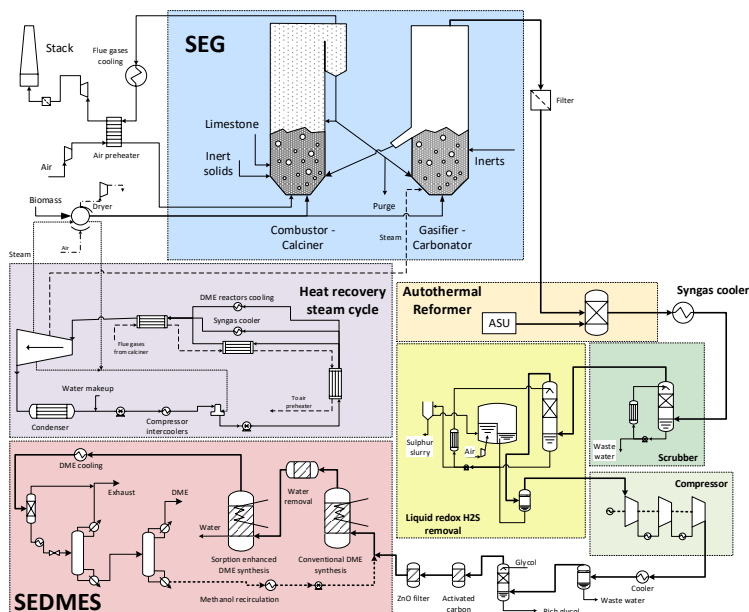 SEG
Stack
Flue gases
cooling
Filter
Limestone
Inert
solids
Inerts
Air preheater
Air
Biomass
Dryer
Air
Purge
Steam
Combustor -
Calciner
Gasifier -
Carbonator
Steam
Heat recovery
steam cycle
DME reactors cooling
Syngas cooler
Flue gases
from calciner
To air
preheater
Water makeup
Condenser
Compressor
intercoolers
Autothermal
Reformer
ASU
Syngas cooler
Sulphur
slurry
Air
Liquid redox H2S
removal
Waste
water
Scrubber
Compressor
DME cooling
Exhaust
DME
Water
removal
Water
Sorption enhanced
DME synthesis
Conventional DME
synthesis
SEDMES
Methanol recirculation
ZnO filter
Activated
carbon
Glycol
Rich glycol
Waste water
Cooler